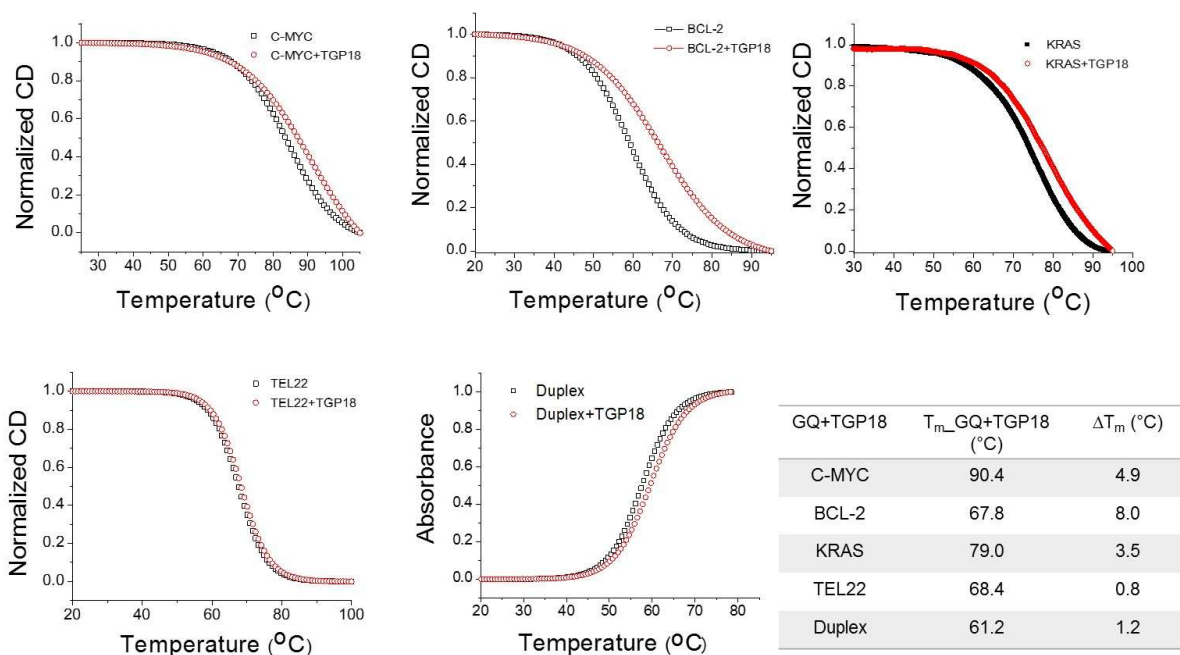 Normalized CD
1.0
0.8
0.6
0.4
0.2
0.0
C-MYC
C-MYC+TGP18
30 40 50 60 70 80 90 100
Temperature (°C)
Normalized CD
1.0
0.8
0.6
0.4
0.2
0.0
BCL-2
BCL-2+TGP18
20 30 40 50 60 70 80 90
Temperature (°C)
Normalized CD
1.0
0.8
0.6
0.4
0.2
0.0
KRAS
KRAS+TGP18
30 40 50 60 70 80 90 100
Temperature (°C)
Normalized CD
1.0
0.8
0.6
0.4
0.2
0.0
TEL22
TEL22+TGP18
20 40 60 80 100
Temperature (°C)
Absorbance
1.0
0.8
0.6
0.4
0.2
0.0
Duplex
Duplex+TGP18
20 30 40 50 60 70 80
Temperature (°C)
GQ+TGP18 Tm_GQ+TGP18 ΔTm (°C)
(°C)
C-MYC 90.4 4.9
BCL-2 67.8 8.0
KRAS 79.0 3.5
TEL22 68.4 0.8
Duplex 61.2 1.2